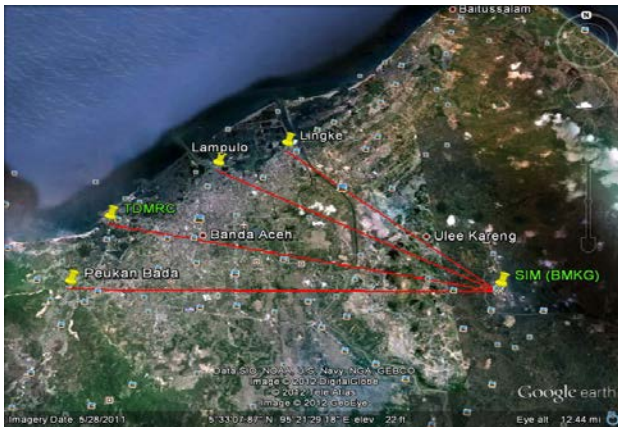 Baitussalam
N
Lingke
Lampulo
TDMRC
Banda Aceh
Ulee Kareng
Peukan Bada
SIM (BMKG)
Data SIO, NOAA, U.S. Navy, NGA, GEBCO
Image © 2012 DigitalGlobe
© 2012 Tele Atlas
Image © 2012 GeoEye
Google earth
Imagery Date: 5/28/2011 5°33'07.87" N 95°21'29.18" E elev 22 ft Eye alt 12.44 mi